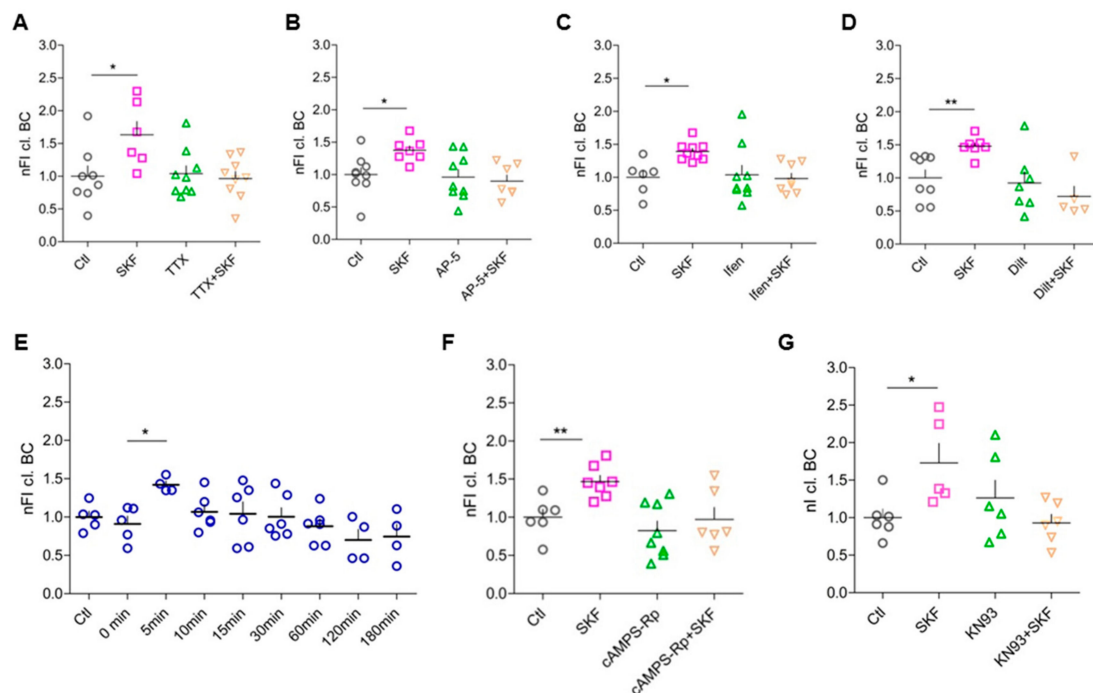 A
nFI cl. BC
3.0
2.5
2.0
1.5
1.0
0.5
0.0
*
Ctl
SKF
TTX
TTX+SKF
B
nFI cl. BC
3.0
2.5
2.0
1.5
1.0
0.5
0.0
*
Ctl
SKF
AP-5
AP-5+SKF
C
nFI cl. BC
3.0
2.5
2.0
1.5
1.0
0.5
0.0
*
Ctl
SKF
Ifen
Ifen+SKF
D
nFI cl. BC
3.0
2.5
2.0
1.5
1.0
0.5
0.0
**
Ctl
SKF
Dilt
Dilt+SKF
E
nFI cl. BC
3.0
2.5
2.0
1.5
1.0
0.5
0.0
*
Ctl
0 min
5min
10min
15min
30min
60min
120min
180min
F
nFI cl. BC
3.0
2.5
2.0
1.5
1.0
0.5
0.0
**
Ctl
SKF
cAMPS-Rp
cAMPS-Rp+SKF
G
nI cl. BC
3.0
2.5
2.0
1.5
1.0
0.5
0.0
*
Ctl
SKF
KN93
KN93+SKF